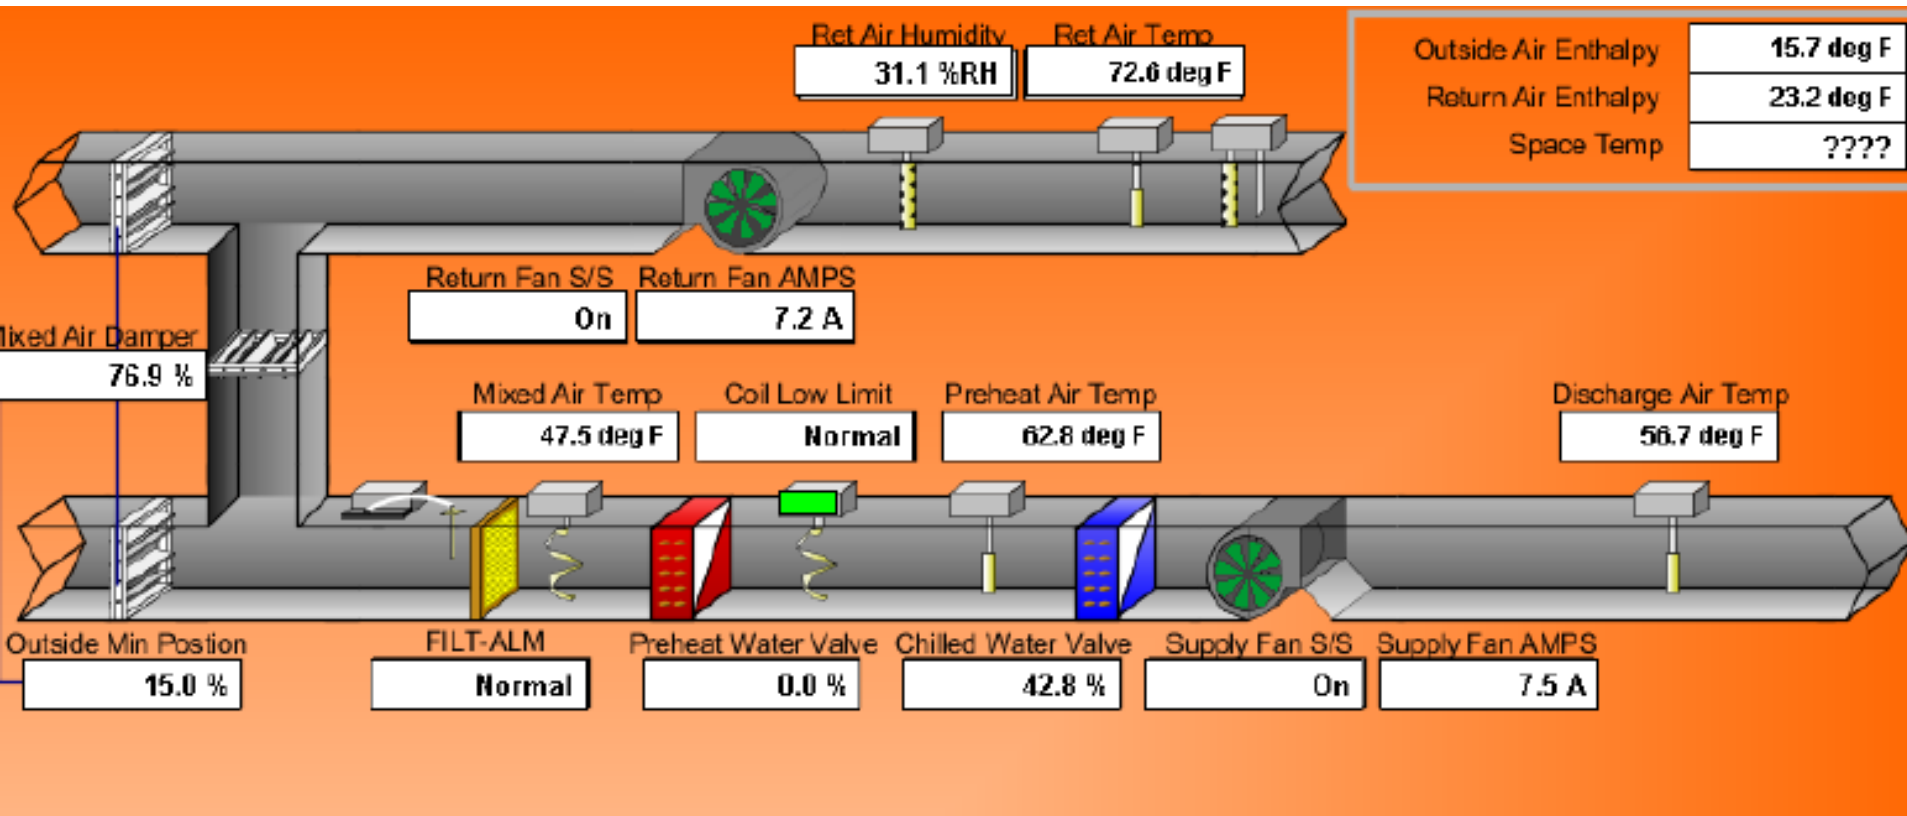 Ret Air Humidity Ret Air Temp
31.1 %RH 72.6 deg F
Outside Air Enthalpy 15.7 deg F
Return Air Enthalpy 23.2 deg F
Space Temp ????
Return Fan S/S Return Fan AMPS
On 7.2 A
Mixed Air Damper
76.9 %
Mixed Air Temp Coil Low Limit Preheat Air Temp Discharge Air Temp
47.5 deg F Normal 62.8 deg F 56.7 deg F
Outside Min Postion FILT-ALM Preheat Water Valve Chilled Water Valve Supply Fan S/S Supply Fan AMPS
15.0 % Normal 0.0 % 42.8 % On 7.5 A